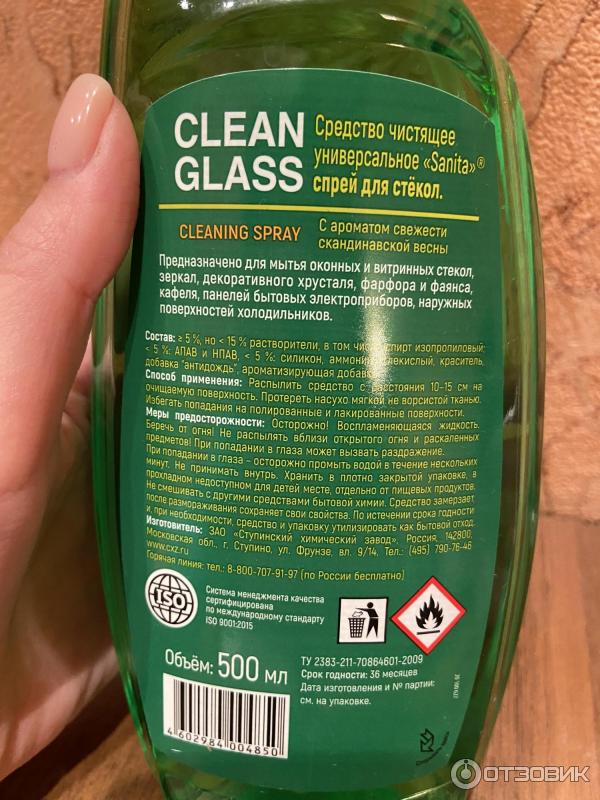 CLEAN
GLASS
Средство чистящее
универсальное «Sanita»®
спрей для стёкол.
CLEANING SPRAY
С ароматом свежести
скандинавской весны
Предназначено для мытья оконных и витринных стекол,
зеркал, декоративного хрусталя, фарфора и фаянса,
кафеля, панелей бытовых электроприборов, наружных
поверхностей холодильников.
Состав: ≥ 5 %, но < 15 % растворители, в том числе спирт изопропиловый;
< 5 %: АПАВ и НПАВ, < 5 %: силикон, аммоний углекислый, краситель,
добавка "антидождь", ароматизирующая добавка.
Способ применения: Распылить средство с расстояния 10-15 см на
очищаемую поверхность. Протереть насухо мягкой не ворсистой тканью.
Избегать попадания на полированные и лакированные поверхности.
Меры предосторожности: Осторожно! Воспламеняющаяся жидкость.
Беречь от огня! Не распылять вблизи открытого огня и раскаленных
предметов! При попадании в глаза может вызвать раздражение.
При попадании в глаза – осторожно промыть водой в течение нескольких
минут. Не принимать внутрь. Хранить в плотно закрытой упаковке, в
прохладном недоступном для детей месте, отдельно от пищевых продуктов.
Не смешивать с другими средствами бытовой химии. Средство замерзает,
после размораживания сохраняет свои свойства. По истечении срока годности
и, при необходимости, средство и упаковку утилизировать как бытовой отход.
Изготовитель: ЗАО «Ступинский химический завод». Россия, 142800,
Московская обл., г. Ступино, ул. Фрунзе, вл. 9/14. Тел.: (495) 790-76-46
www.cxz.ru
Горячая линия: тел.: 8-800-707-91-97 (по России бесплатно)
ISO
Система менеджмента качества
сертифицирована
по международному стандарту
ISO 9001:2015
Объём: 500 мл
ТУ 2383-211-70864601-2009
Срок годности: 36 месяцев
Дата изготовления и № партии:
см. на упаковке.
4602984004850
ОТЗОВИК